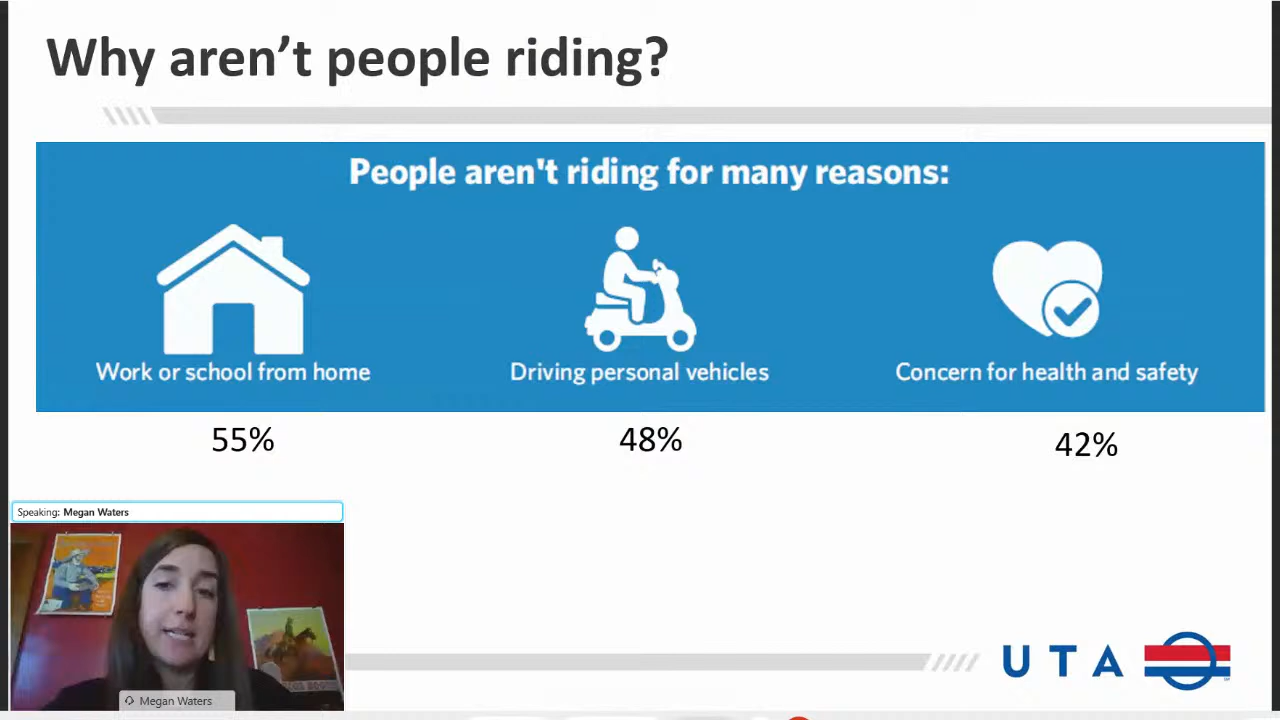 Why aren't people riding?
People aren't riding for many reasons:
Work or school from home
Driving personal vehicles
Concern for health and safety
55%
48%
42%
Speaking: Megan Waters
Megan Waters
UTA